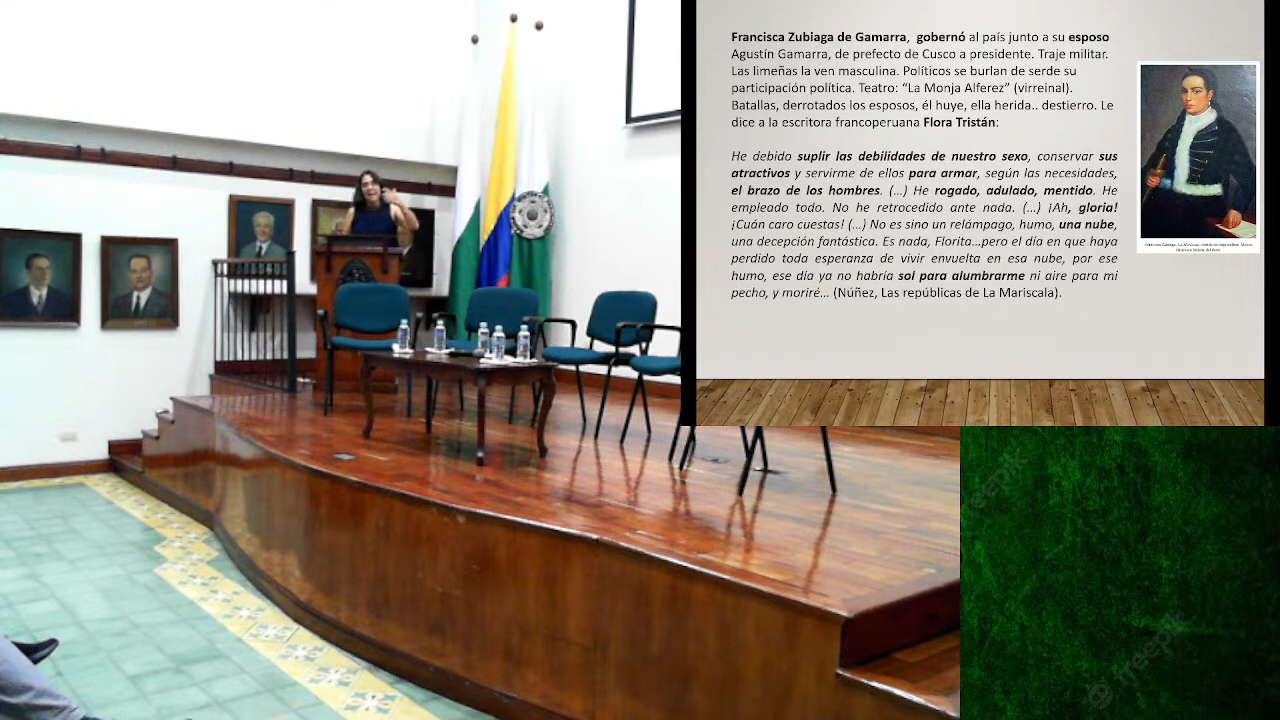 Francisca Zubiaga de Gamarra, gobernó al país junto a su esposo
Agustín Gamarra, de prefecto de Cusco a presidente. Traje militar.
Las limeñas la ven masculina. Políticos se burlan de serde su
participación política. Teatro: “La Monja Alferez” (virreinal).
Batallas, derrotados los esposos, él huye, ella herida.. destierro. Le
dice a la escritora francoperuana Flora Tristán:
He debido suplir las debilidades de nuestro sexo, conservar sus
atractivos y servirme de ellos para armar, según las necesidades,
el brazo de los hombres. (...) He rogado, adulado, mentido. He
empleado todo. No he retrocedido ante nada. (...) ¡Ah, gloria!
¡Cuán caro cuestas! (...) No es sino un relámpago, humo, una nube,
una decepción fantástica. Es nada, Florita...pero el día en que haya
perdido toda esperanza de vivir envuelta en esa nube, por ese
humo, ese día ya no habría sol para alumbrarme ni aire para mi
pecho, y moriré... (Núñez, Las repúblicas de La Mariscala).
freepik
freepik